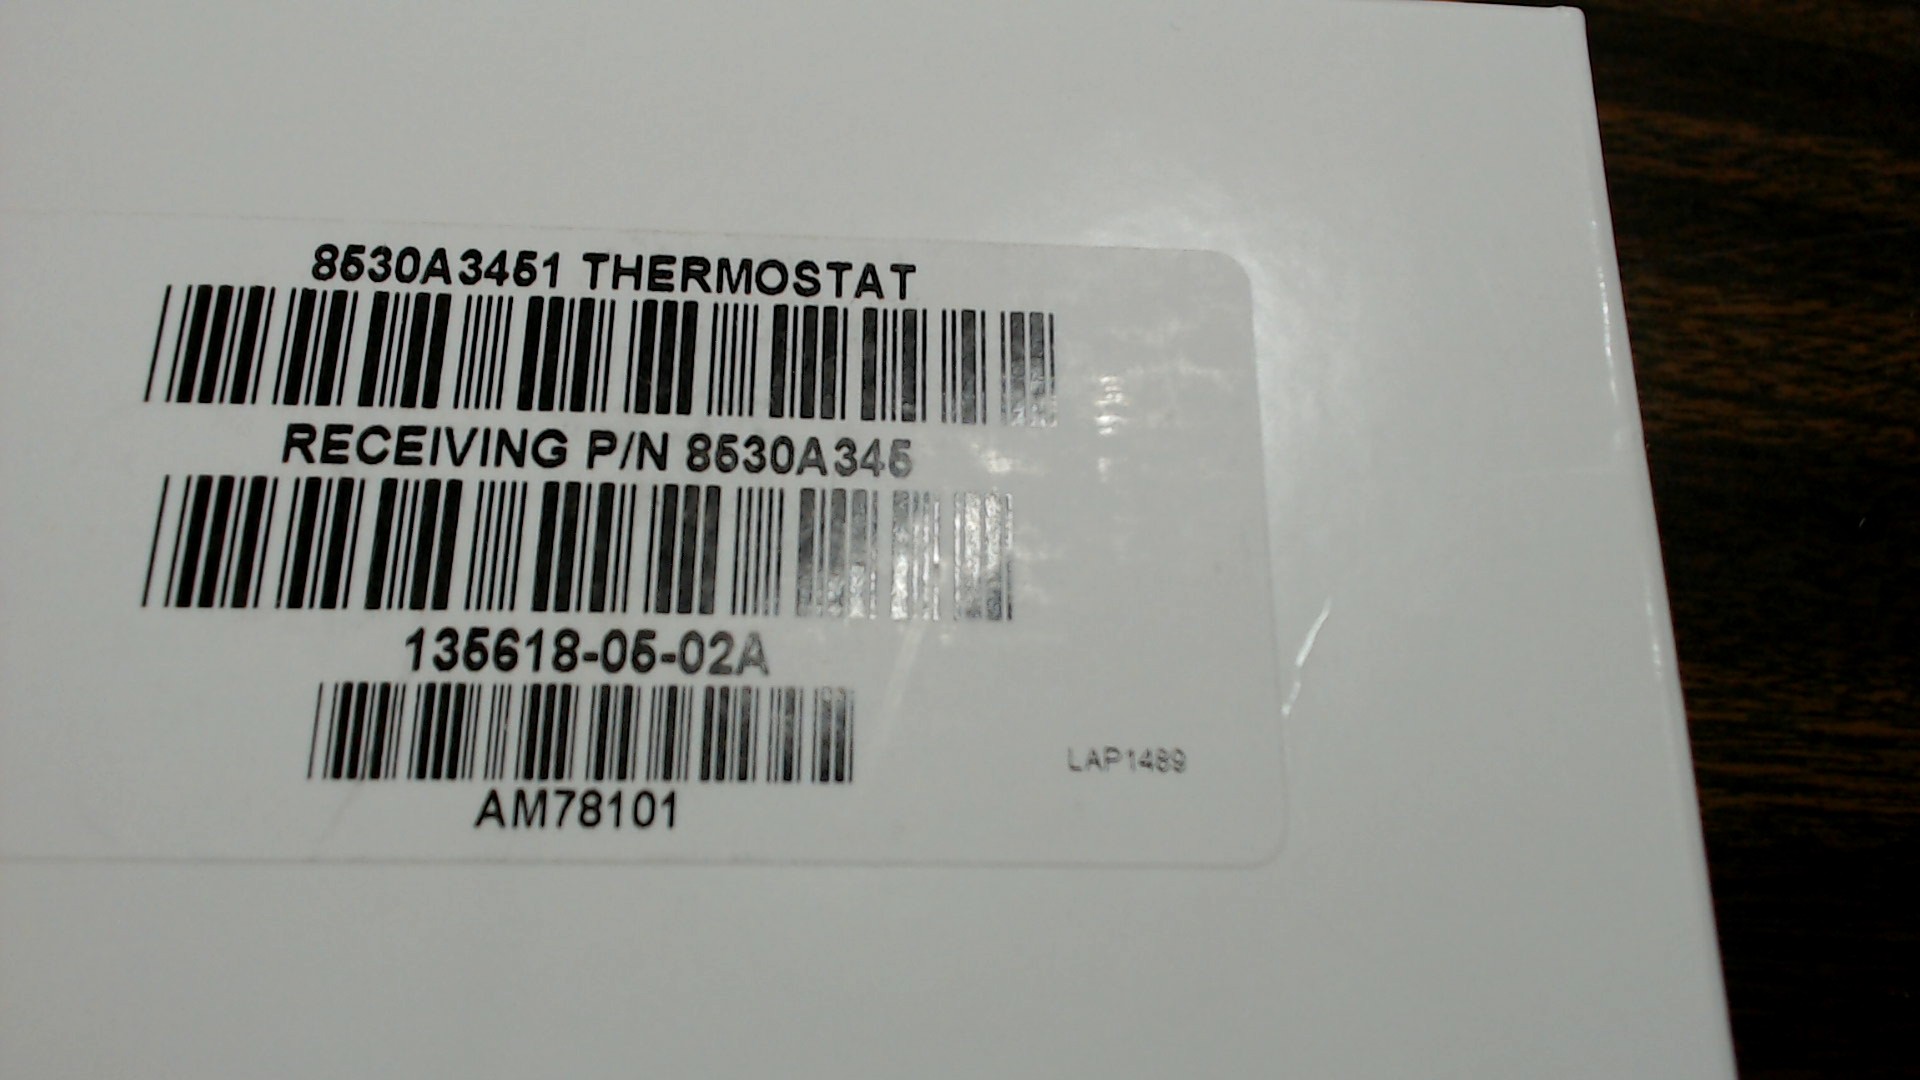 8530A3451 THERMOSTAT
RECEIVING P/N 8530A345
135618-05-02A
AM78101
LAP1489